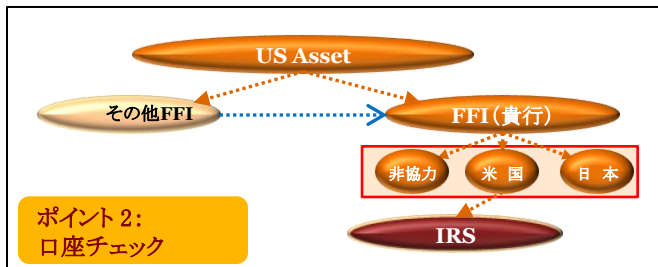 US Asset
その他FFI
FFI(貴行)
非協力
米 国
日 本
ポイント 2:
口座チェック
IRS